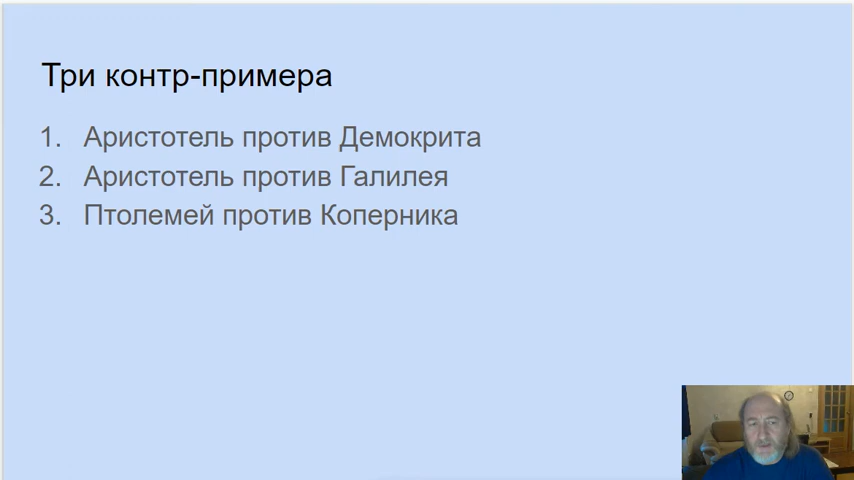 Три контр-примера
1. Аристотель против Демокрита
2. Аристотель против Галилея
3. Птолемей против Коперника